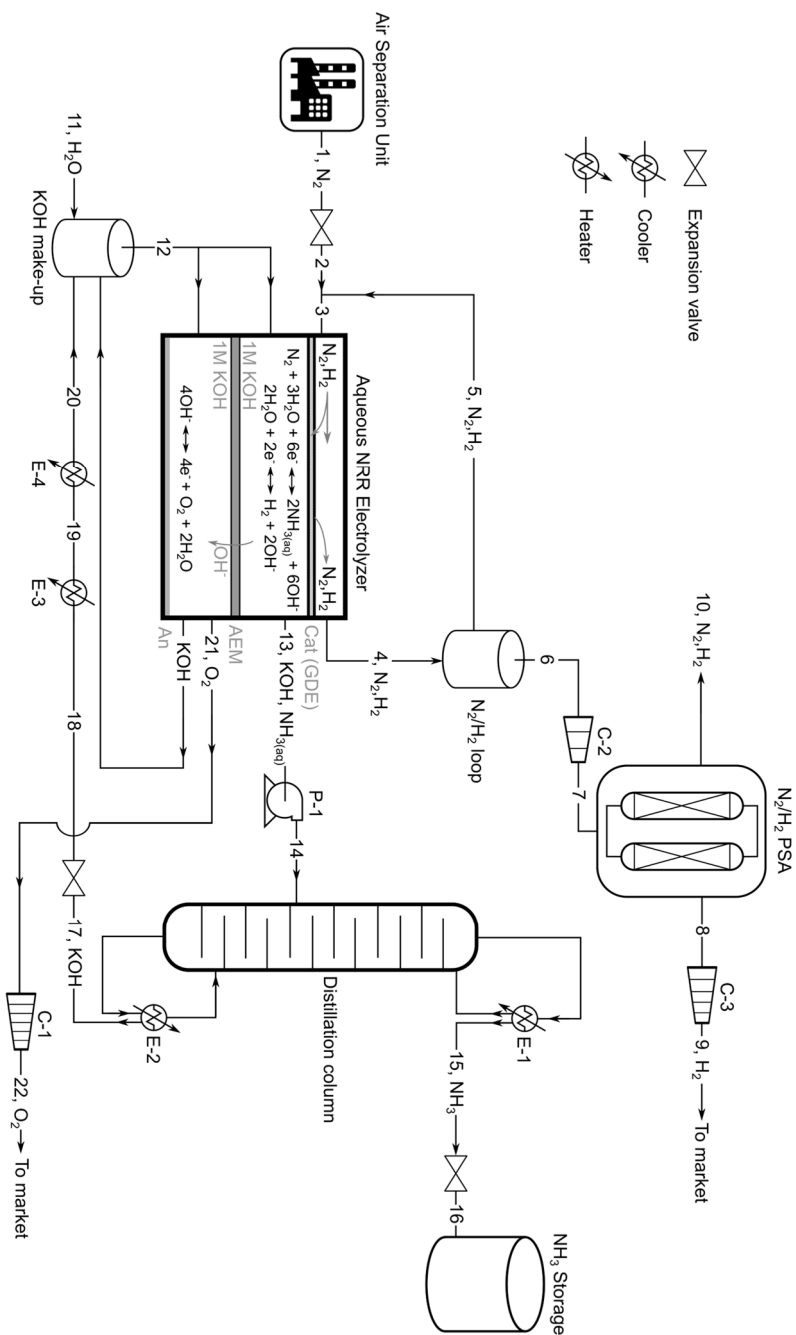 Expansion valve
Cooler
Heater
Air Separation Unit
1, N₂
2
3
5, N₂,H₂
4, N₂,H₂
N₂/H₂ loop
6
C-2
7
N₂/H₂ PSA
10, N₂,H₂
8
C-3
9, H₂
To market
Aqueous NRR Electrolyzer
N₂,H₂
N₂,H₂
N₂ + 3H₂O + 6e⁻ ⟷ 2NH₃₍aq₎ + 6OH⁻
2H₂O + 2e⁻ ⟷ H₂ + 2OH⁻
1M KOH
OH⁻
1M KOH
4OH⁻ ⟷ 4e⁻ + O₂ + 2H₂O
Cat (GDE)
AEM
An
13, KOH, NH₃₍aq₎
P-1
14
Distillation column
E-1
15, NH₃
16
NH₃ Storage
E-2
17, KOH
21, O₂
KOH
11, H₂O
KOH make-up
12
20
E-4
19
E-3
18
C-1
22, O₂
To market